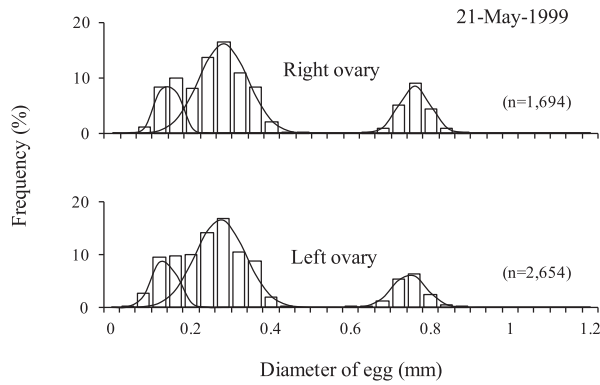 21-May-1999
20
Right ovary
10
(n=1,694)
0
Frequency (%)
20
Left ovary
10
(n=2,654)
0
0 0.2 0.4 0.6 0.8 1 1.2
Diameter of egg (mm)